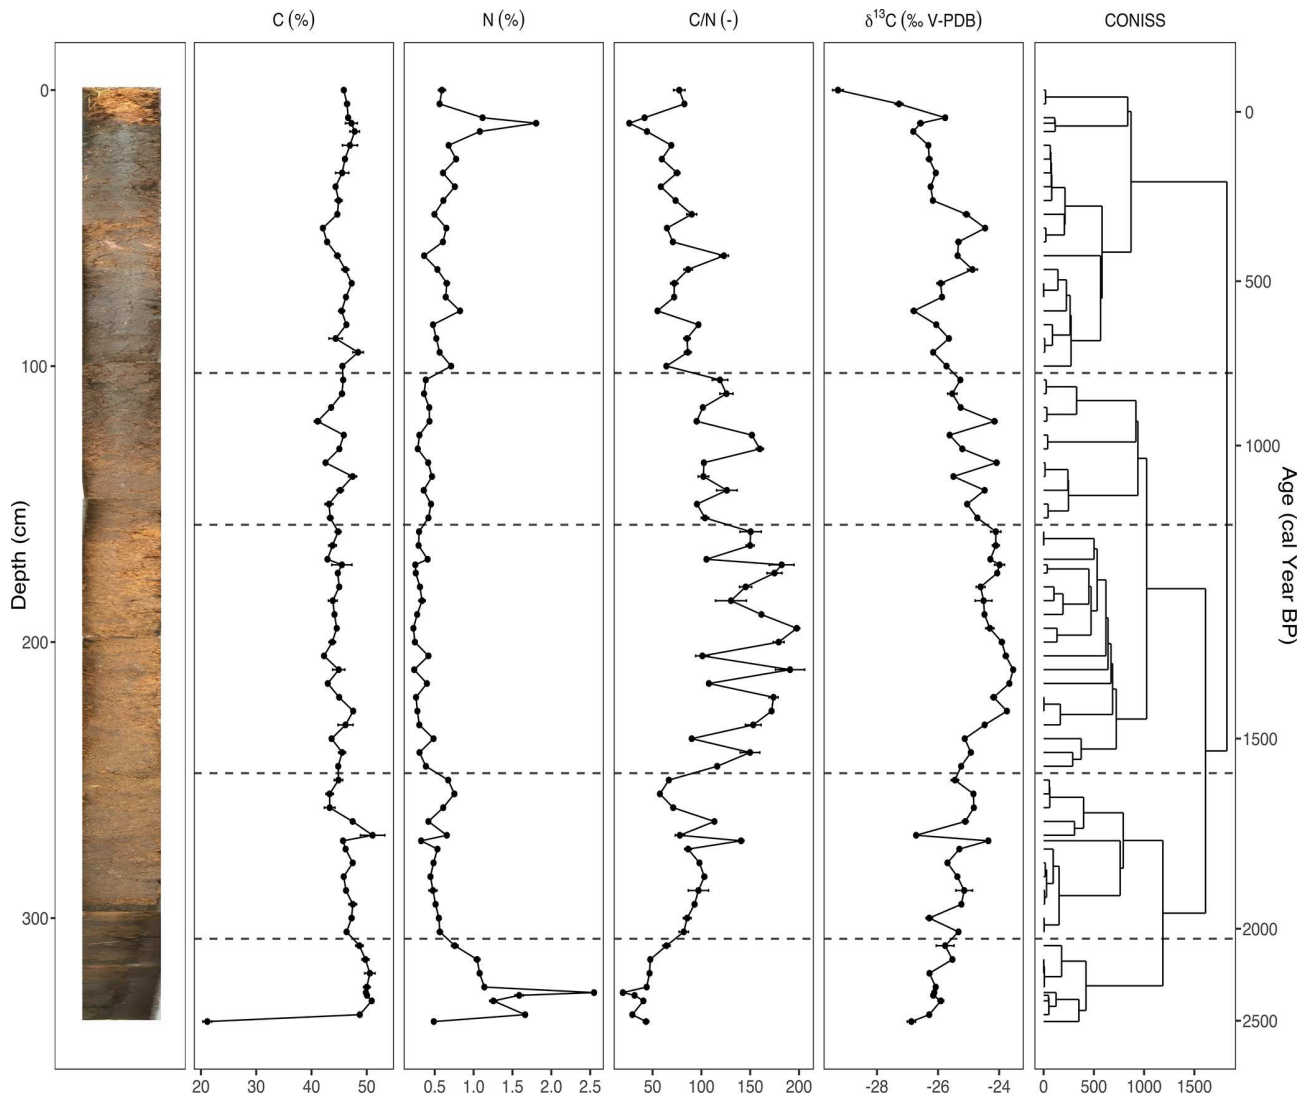 C (%) N (%) C/N (-) δ¹³C (‰ V-PDB) CONISS
0
100
200
300
Depth (cm)
0
500
1000
1500
2000
2500
Age (cal Year BP)
20 30 40 50 0.5 1.0 1.5 2.0 2.5 50 100 150 200 -28 -26 -24 0 500 1000 1500